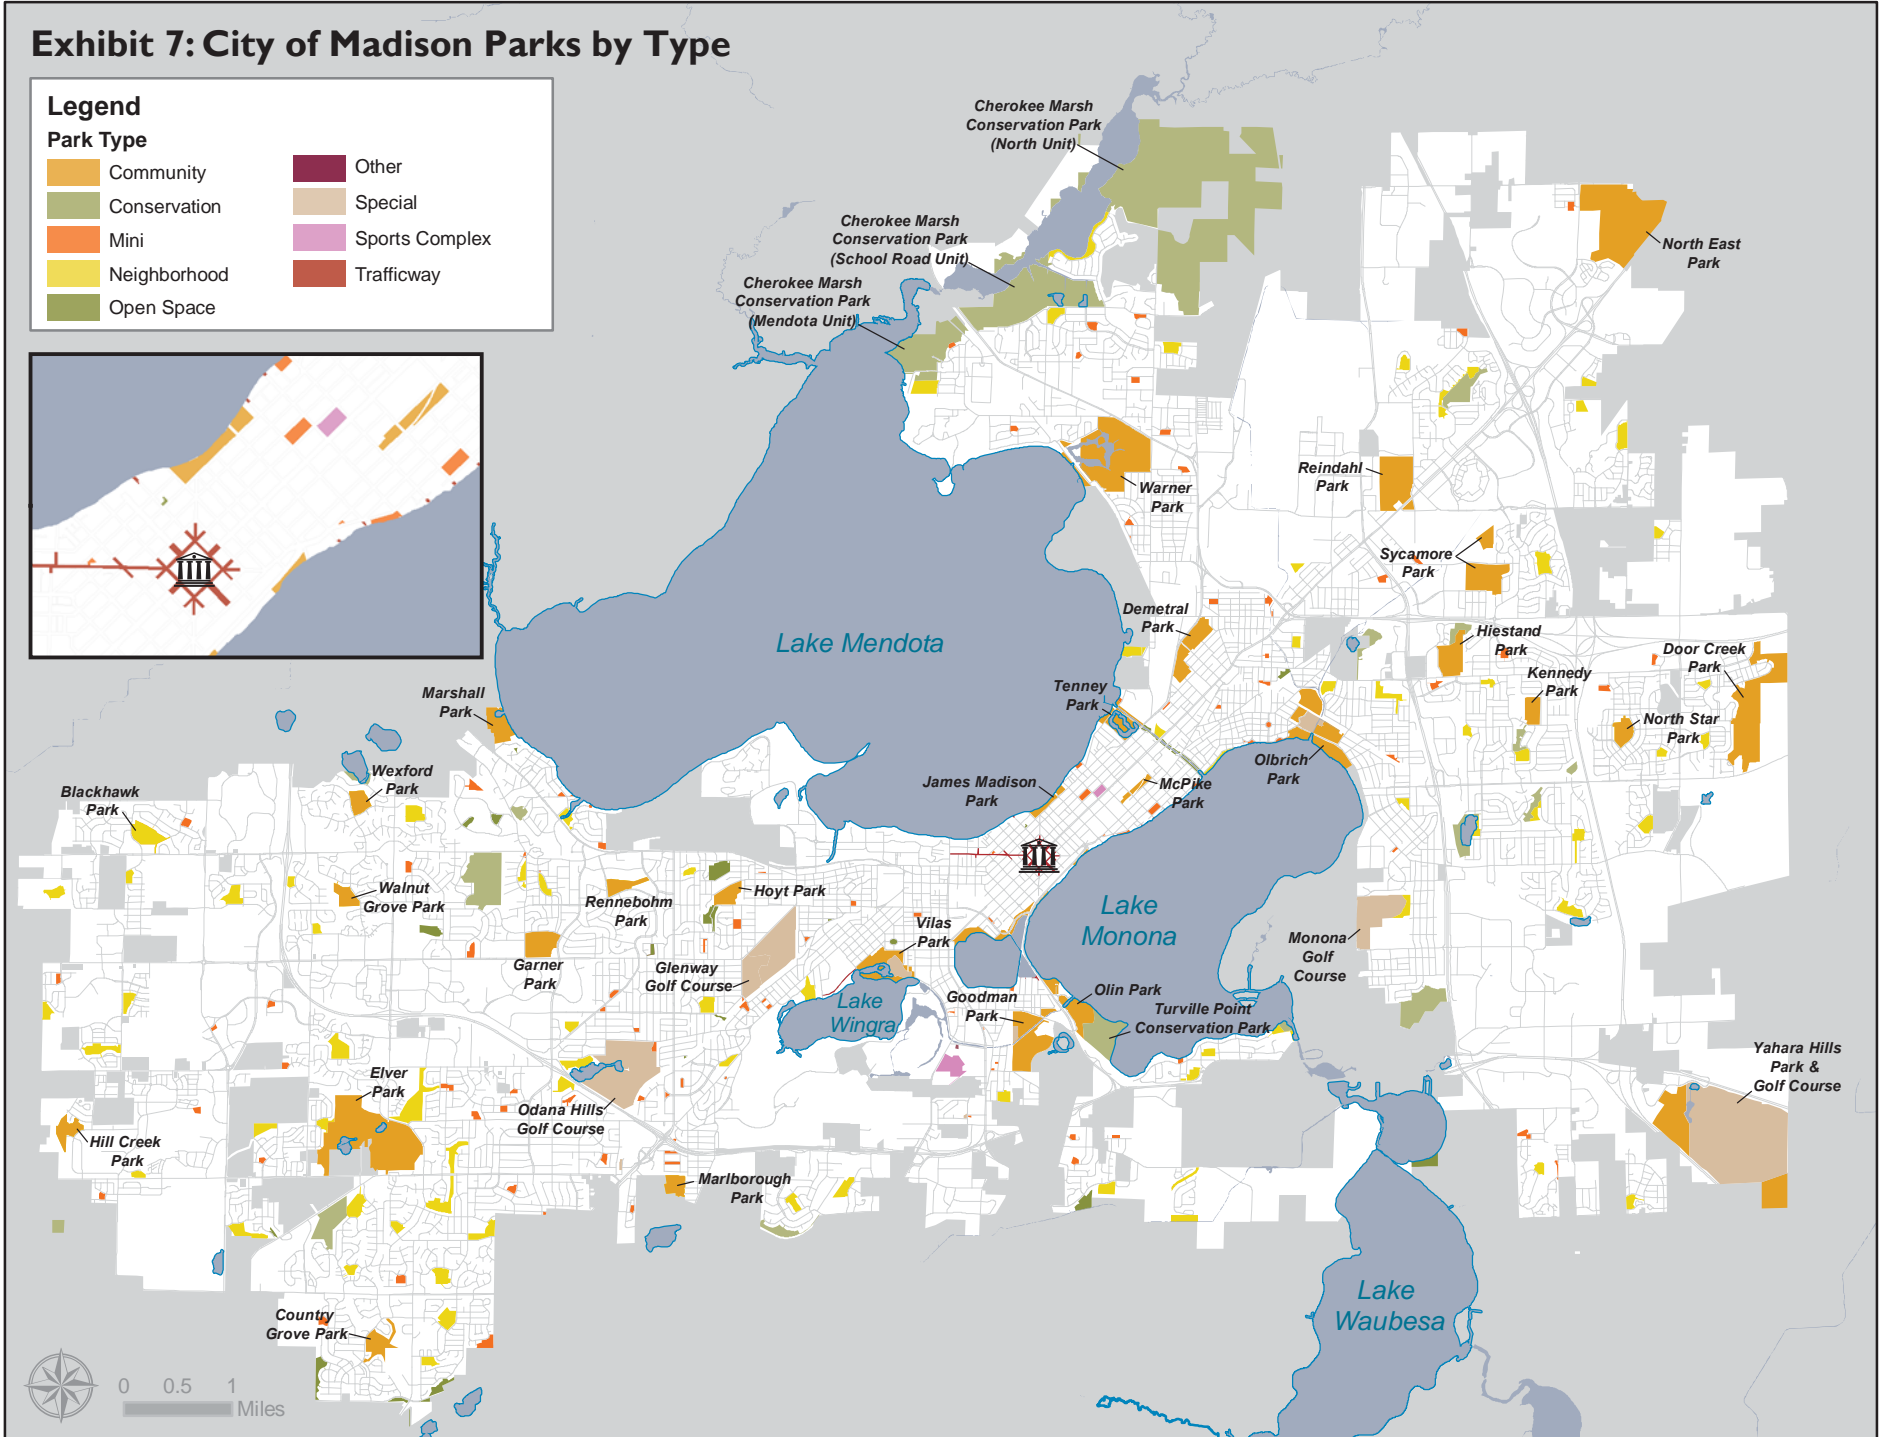 Exhibit 7: City of Madison Parks by Type
Legend
Park Type
Community
Conservation
Mini
Neighborhood
Open Space
Other
Special
Sports Complex
Trafficway
Cherokee Marsh
Conservation Park
(North Unit)
Cherokee Marsh
Conservation Park
(School Road Unit)
Cherokee Marsh
Conservation Park
(Mendota Unit)
North East
Park
Warner
Park
Reindahl
Park
Sycamore
Park
Demetral
Park
Hiestand
Park
Door Creek
Park
Kennedy
Park
North Star
Park
Lake Mendota
Tenney
Park
Marshall
Park
Olbrich
Park
James Madison
Park
McPike
Park
Wexford
Park
Blackhawk
Park
Walnut
Grove Park
Rennebohm
Park
Hoyt Park
Vilas
Park
Lake
Monona
Monona
Golf
Course
Garner
Park
Glenway
Golf Course
Lake
Wingra
Goodman
Park
Olin Park
Turville Point
Conservation Park
Yahara Hills
Park &
Golf Course
Elver
Park
Odana Hills
Golf Course
Hill Creek
Park
Marlborough
Park
Lake
Waubesa
Country
Grove Park
0 0.5 1
Miles